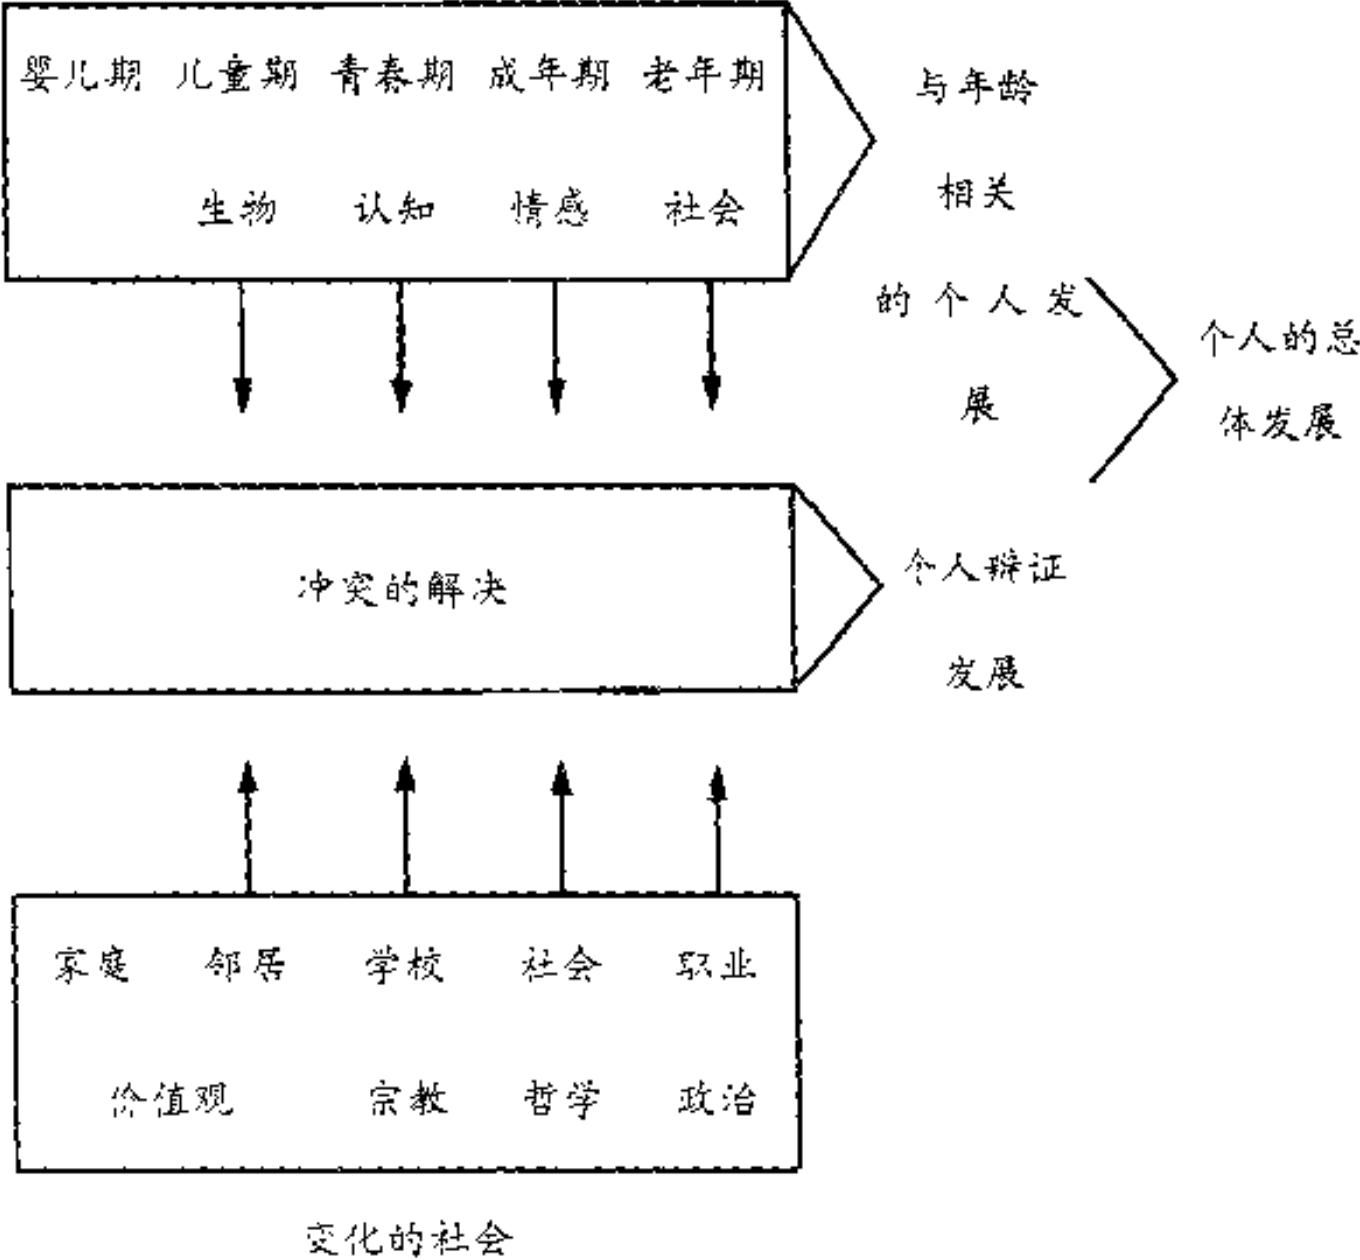 婴儿期 儿童期 青春期 成年期 老年期
生物 认知 情感 社会
与年龄
相关
的个人发
展
个人的总
体发展
冲突的解决
个人辩证
发展
家庭 邻居 学校 社会 职业
价值观 宗教 哲学 政治
变化的社会